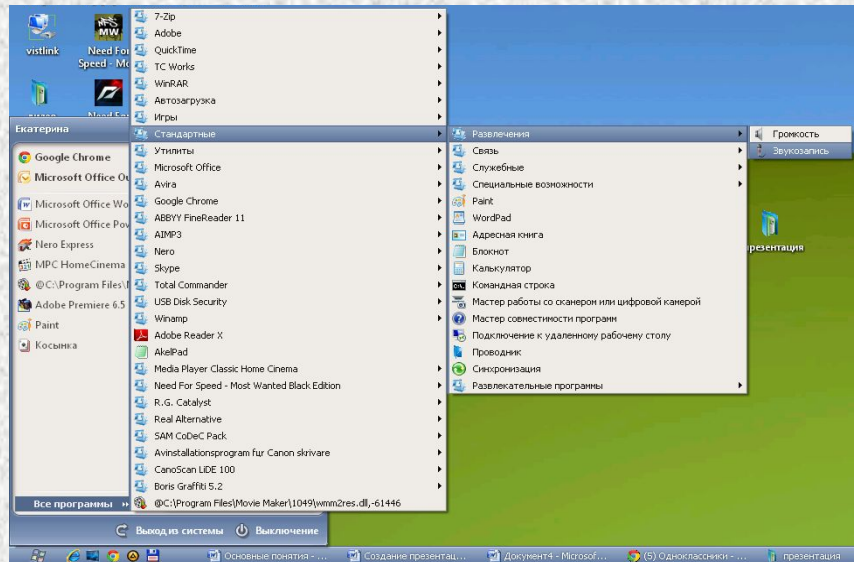 vistlink
Need For
Speed - Mo
Екатерина
Google Chrome
Microsoft Office Ou
Microsoft Office Wo
Microsoft Office Pow
Nero Express
MPC HomeCinema
@C:\Program Files\
Adobe Premiere 6.5
Paint
Косынка
Все программы
Выход из системы
Выключение
7-Zip
Adobe
QuickTime
TC Works
WinRAR
Автозагрузка
Игры
Стандартные
Утилиты
Microsoft Office
Avira
Google Chrome
ABBYY FineReader 11
AIMP3
Nero
Skype
Total Commander
USB Disk Security
Winamp
Adobe Reader X
AkelPad
Media Player Classic Home Cinema
Need For Speed - Most Wanted Black Edition
R.G. Catalyst
Real Alternative
SAM CoDeC Pack
Avinstallationsprogram fцr Canon skrivare
CanoScan LiDE 100
Boris Graffiti 5.2
@C:\Program Files\Movie Maker\1049\wmm2res.dll,-61446
Развлечения
Связь
Служебные
Специальные возможности
Paint
WordPad
Адресная книга
Блокнот
Калькулятор
Командная строка
Мастер работы со сканером или цифровой камерой
Мастер совместимости программ
Подключение к удаленному рабочему столу
Проводник
Синхронизация
Развлекательные программы
Громкость
Звукозапись
презентация
Основные понятия - ...
Создание презентац...
Документ4 - Microsof...
(5) Одноклассники - ...
презентация